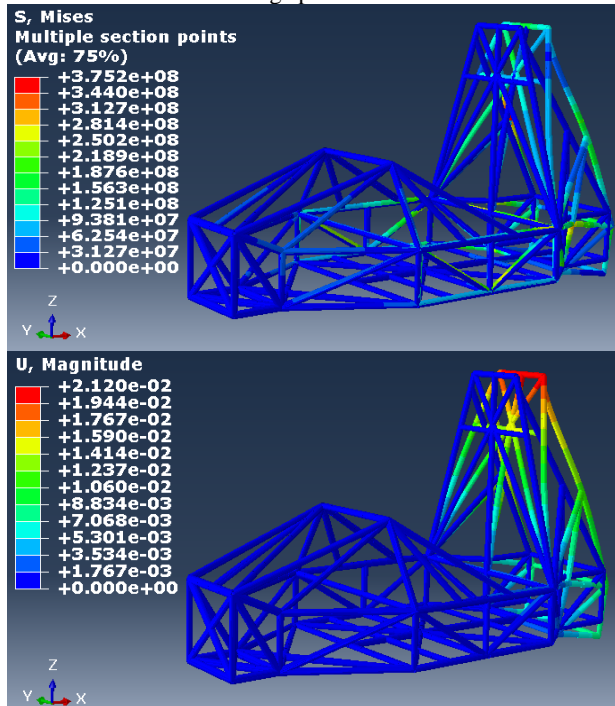 S, Mises
Multiple section points
(Avg: 75%)
+3.752e+08
+3.440e+08
+3.127e+08
+2.814e+08
+2.502e+08
+2.189e+08
+1.876e+08
+1.563e+08
+1.251e+08
+9.381e+07
+6.254e+07
+3.127e+07
+0.000e+00
Z
Y
X
U, Magnitude
+2.120e-02
+1.944e-02
+1.767e-02
+1.590e-02
+1.414e-02
+1.237e-02
+1.060e-02
+8.834e-03
+7.068e-03
+5.301e-03
+3.534e-03
+1.767e-03
+0.000e+00
Z
Y
X